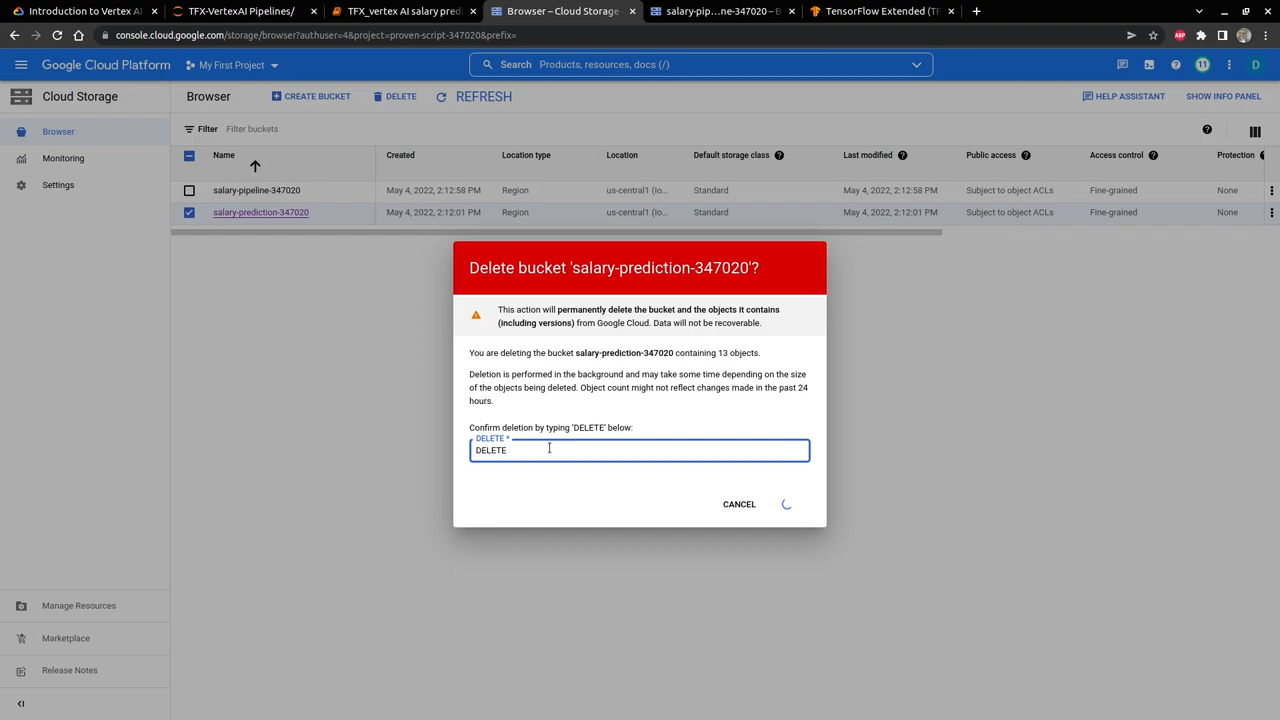 Introduction to Vertex AI
TFX-VertexAI Pipelines/
TFX_vertex AI salary pred
Browser – Cloud Storage
salary-pip...ne-347020 – B
TensorFlow Extended (TF
console.cloud.google.com/storage/browser?authuser=4&project=proven-script-347020&prefix=
ABP
Google Cloud Platform
My First Project
Search Products, resources, docs (/)
11
D
Cloud Storage
Browser
CREATE BUCKET
DELETE
REFRESH
HELP ASSISTANT
SHOW INFO PANEL
Browser
Monitoring
Settings
Filter Filter buckets
Name Created Location type Location Default storage class Last modified Public access Access control Protection
salary-pipeline-347020 May 4, 2022, 2:12:58 PM Region us-central1 (Io... Standard May 4, 2022, 2:12:58 PM Subject to object ACLs Fine-grained None
salary-prediction-347020 May 4, 2022, 2:12:01 PM Region us-central1 (Io... Standard May 4, 2022, 2:12:01 PM Subject to object ACLs Fine-grained None
Delete bucket 'salary-prediction-347020'?
This action will permanently delete the bucket and the objects it contains
(including versions) from Google Cloud. Data will not be recoverable.
You are deleting the bucket salary-prediction-347020 containing 13 objects.
Deletion is performed in the background and may take some time depending on the size
of the objects being deleted. Object count might not reflect changes made in the past 24
hours.
Confirm deletion by typing 'DELETE' below:
DELETE *
DELETE
CANCEL
Manage Resources
Marketplace
Release Notes